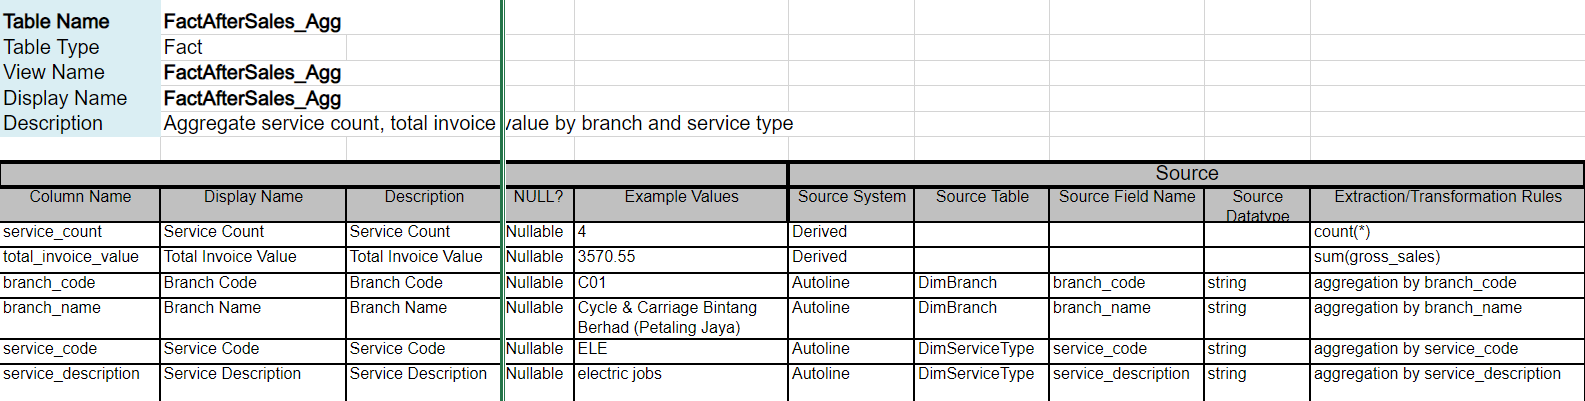 Table Name FactAfterSales_Agg
Table Type Fact
View Name FactAfterSales_Agg
Display Name FactAfterSales_Agg
Description Aggregate service count, total invoice value by branch and service type
Source
Column Name Display Name Description NULL? Example Values Source System Source Table Source Field Name Source Datatype Extraction/Transformation Rules
service_count Service Count Service Count Nullable 4 Derived count(*)
total_invoice_value Total Invoice Value Total Invoice Value Nullable 3570.55 Derived sum(gross_sales)
branch_code Branch Code Branch Code Nullable C01 Autoline DimBranch branch_code string aggregation by branch_code
branch_name Branch Name Branch Name Nullable Cycle & Carriage Bintang Autoline DimBranch branch_name string aggregation by branch_name
Berhad (Petaling Jaya)
service_code Service Code Service Code Nullable ELE Autoline DimServiceType service_code string aggregation by service_code
service_description Service Description Service Description Nullable electric jobs Autoline DimServiceType service_description string aggregation by service_description